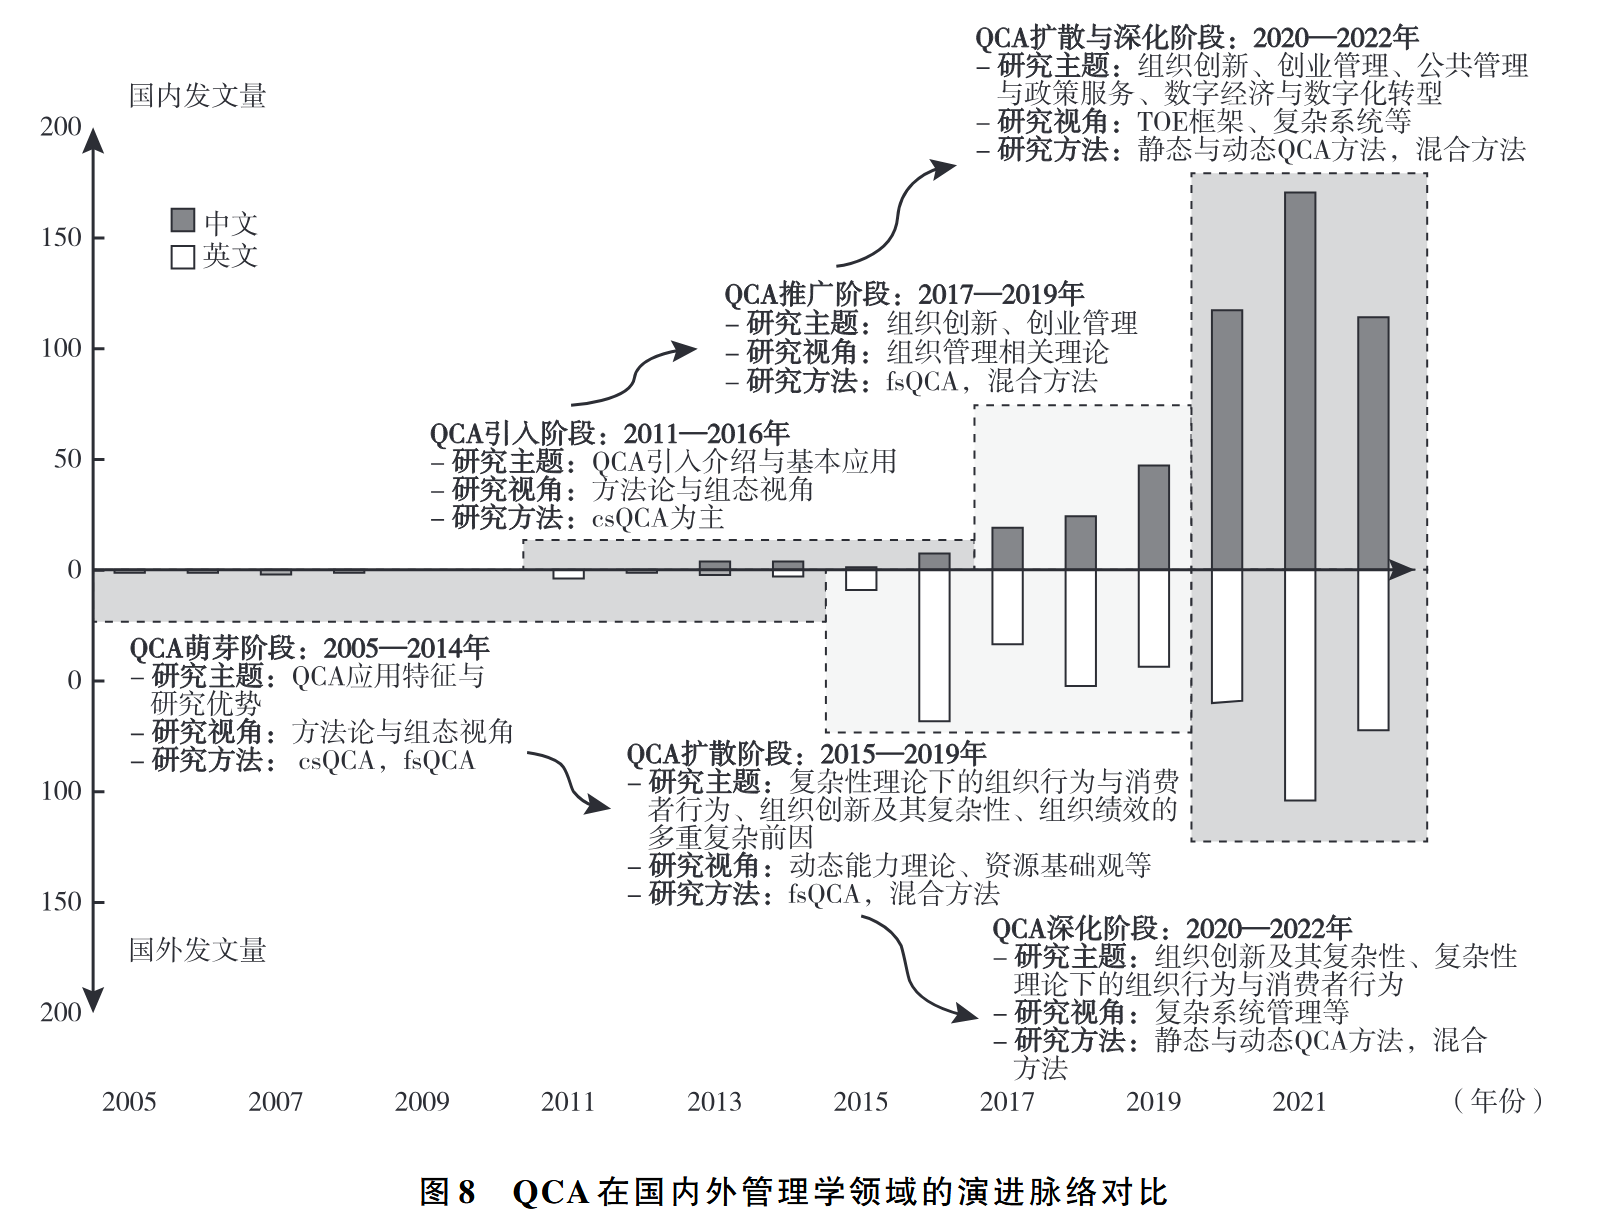 国内发文量
200
150
100
50
0
0
100
150
200
中文
英文
QCA扩散与深化阶段：2020—2022年
– 研究主题：组织创新、创业管理、公共管理
与政策服务、数字经济与数字化转型
– 研究视角：TOE框架、复杂系统等
– 研究方法：静态与动态QCA方法，混合方法
QCA推广阶段：2017—2019年
– 研究主题：组织创新、创业管理
– 研究视角：组织管理相关理论
– 研究方法：fsQCA，混合方法
QCA引入阶段：2011—2016年
– 研究主题：QCA引入介绍与基本应用
– 研究视角：方法论与组态视角
– 研究方法：csQCA为主
QCA萌芽阶段：2005—2014年
– 研究主题：QCA应用特征与
研究优势
– 研究视角：方法论与组态视角
– 研究方法： csQCA，fsQCA
QCA扩散阶段：2015—2019年
– 研究主题：复杂性理论下的组织行为与消费
者行为、组织创新及其复杂性、组织绩效的
多重复杂前因
– 研究视角：动态能力理论、资源基础观等
– 研究方法：fsQCA，混合方法
QCA深化阶段：2020—2022年
– 研究主题：组织创新及其复杂性、复杂性
理论下的组织行为与消费者行为
– 研究视角：复杂系统管理等
– 研究方法：静态与动态QCA方法，混合
方法
国外发文量
2005 2007 2009 2011 2013 2015 2017 2019 2021 （年份）
图 8 QCA 在国内外管理学领域的演进脉络对比